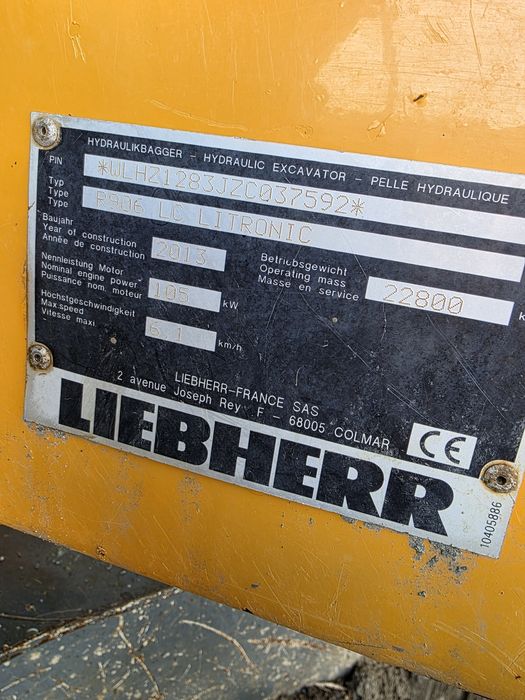 HYDRAULIKBAGGER - HYDRAULIC EXCAVATOR - PELLE HYDRAULIQUE
PIN *WLHZ1283JZC037592*
Typ
Type
Type
R906 LC LITRONIC
Baujahr
Year of construction
Année de construction
2013
Betriebsgewicht
Operating mass
Masse en service
22800 k
Nennleistung Motor
Nominal engine power
Puissance nom. moteur
105 kW
Höchstgeschwindigkeit
Max.speed
Vitesse maxi.
5.1 km/h
LIEBHERR-FRANCE SAS
2 avenue Joseph Rey F - 68005 COLMAR
CE
LIEBHERR
10405886